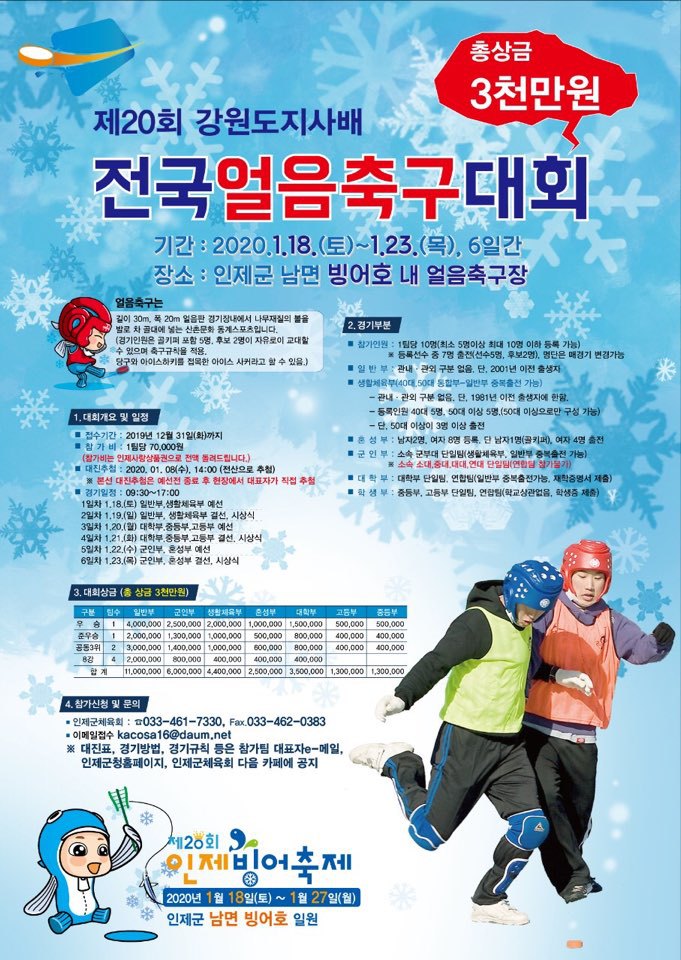 총상금
3천만원
제20회 강원도지사배
전국얼음축구대회
기간 : 2020.1.18.(토)~1.23.(목), 6일간
장소 : 인제군 남면 빙어호 내 얼음축구장
얼음축구는
길이 30m, 폭 20m 얼음판 경기장내에서 나무재질의 볼을
발로 차 골대에 넣는 신촌문화 동계스포츠입니다.
(경기인원은 골키퍼 포함 5명, 후보 2명이 자유로이 교대할
수 있으며 축구규칙을 적용,
당구와 아이스하키를 접목한 아이스 사커라고 할 수 있음.)
1. 대회개요 및 일정
■ 접수기간 : 2019년 12월 31일(화)까지
■ 참 가 비 : 1팀당 70,000원
(참가비는 인제사랑상품권으로 전액 돌려드립니다.)
■ 대진추첨 : 2020. 01. 08(수), 14:00 (전산으로 추첨)
※ 본선 대진추첨은 예선전 종료 후 현장에서 대표자가 직접 추첨
■ 경기일정 : 09:30~17:00
1일차 1.18.(토) 일반부,생활체육부 예선
2일차 1.19.(일) 일반부, 생활체육부 결선, 시상식
3일차 1.20.(월) 대학부,중등부,고등부 예선
4일차 1.21.(화) 대학부,중등부,고등부 결선, 시상식
5일차 1.22.(수) 군인부, 혼성부 예선
6일차 1.23.(목) 군인부, 혼성부 결선, 시상식
2. 경기부분
■ 참가인원 : 1팀당 10명(최소 5명이상 최대 10명 이하 등록 가능)
※ 등록선수 중 7명 출전(선수5명, 후보2명), 명단은 매경기 변경가능
■ 일 반 부 : 관내·관외 구분 없음, 단, 2001년 이전 출생자
■ 생활체육부(40대,50대 통합부-일반부 중복출전 가능)
– 관내·관외 구분 없음, 단, 1981년 이전 출생자에 한함.
– 등록인원 40대 5명, 50대 이상 5명,(50대 이상으로만 구성 가능)
– 단, 50대 이상이 3명 이상 출전
■ 혼 성 부 : 남자2명, 여자 8명 등록, 단 남자1명(골키퍼), 여자 4명 출전
■ 군 인 부 : 소속 군부대 단일팀(생활체육부, 일반부 중복출전 가능)
※ 소속 소대,중대,대대,연대 단일팀(연합팀 참가불가)
■ 대 학 부 : 대학부 단일팀, 연합팀(일반부 중복출전가능, 재학증명서 제출)
■ 학 생 부 : 중등부, 고등부 단일팀, 연합팀(학교상관없음, 학생증 제출)
3. 대회상금 (총 상금 3천만원)
구분 팀수 일반부 군인부 생활체육부 혼성부 대학부 고등부 중등부
우 승 1 4,000,000 2,500,000 2,000,000 1,000,000 1,500,000 500,000 500,000
준우승 1 2,000,000 1,300,000 1,000,000 500,000 800,000 400,000 400,000
공동3위 2 3,000,000 1,400,000 1,000,000 600,000 800,000 400,000 400,000
8강 4 2,000,000 800,000 400,000 400,000 400,000
합 계 11,000,000 6,000,000 4,400,000 2,500,000 3,500,000 1,300,000 1,300,000
4. 참가신청 및 문의
■ 인제군체육회 : ☎033-461-7330, Fax.033-462-0383
■ 이메일접수 kacosa16@daum.net
※ 대진표, 경기방법, 경기규칙 등은 참가팀 대표자e-메일,
인제군청홈페이지, 인제군체육회 다음 카페에 공지
제20회
인제빙어축제
2020년 1월 18일(토) ~ 1월 27일(월)
인제군 남면 빙어호 일원